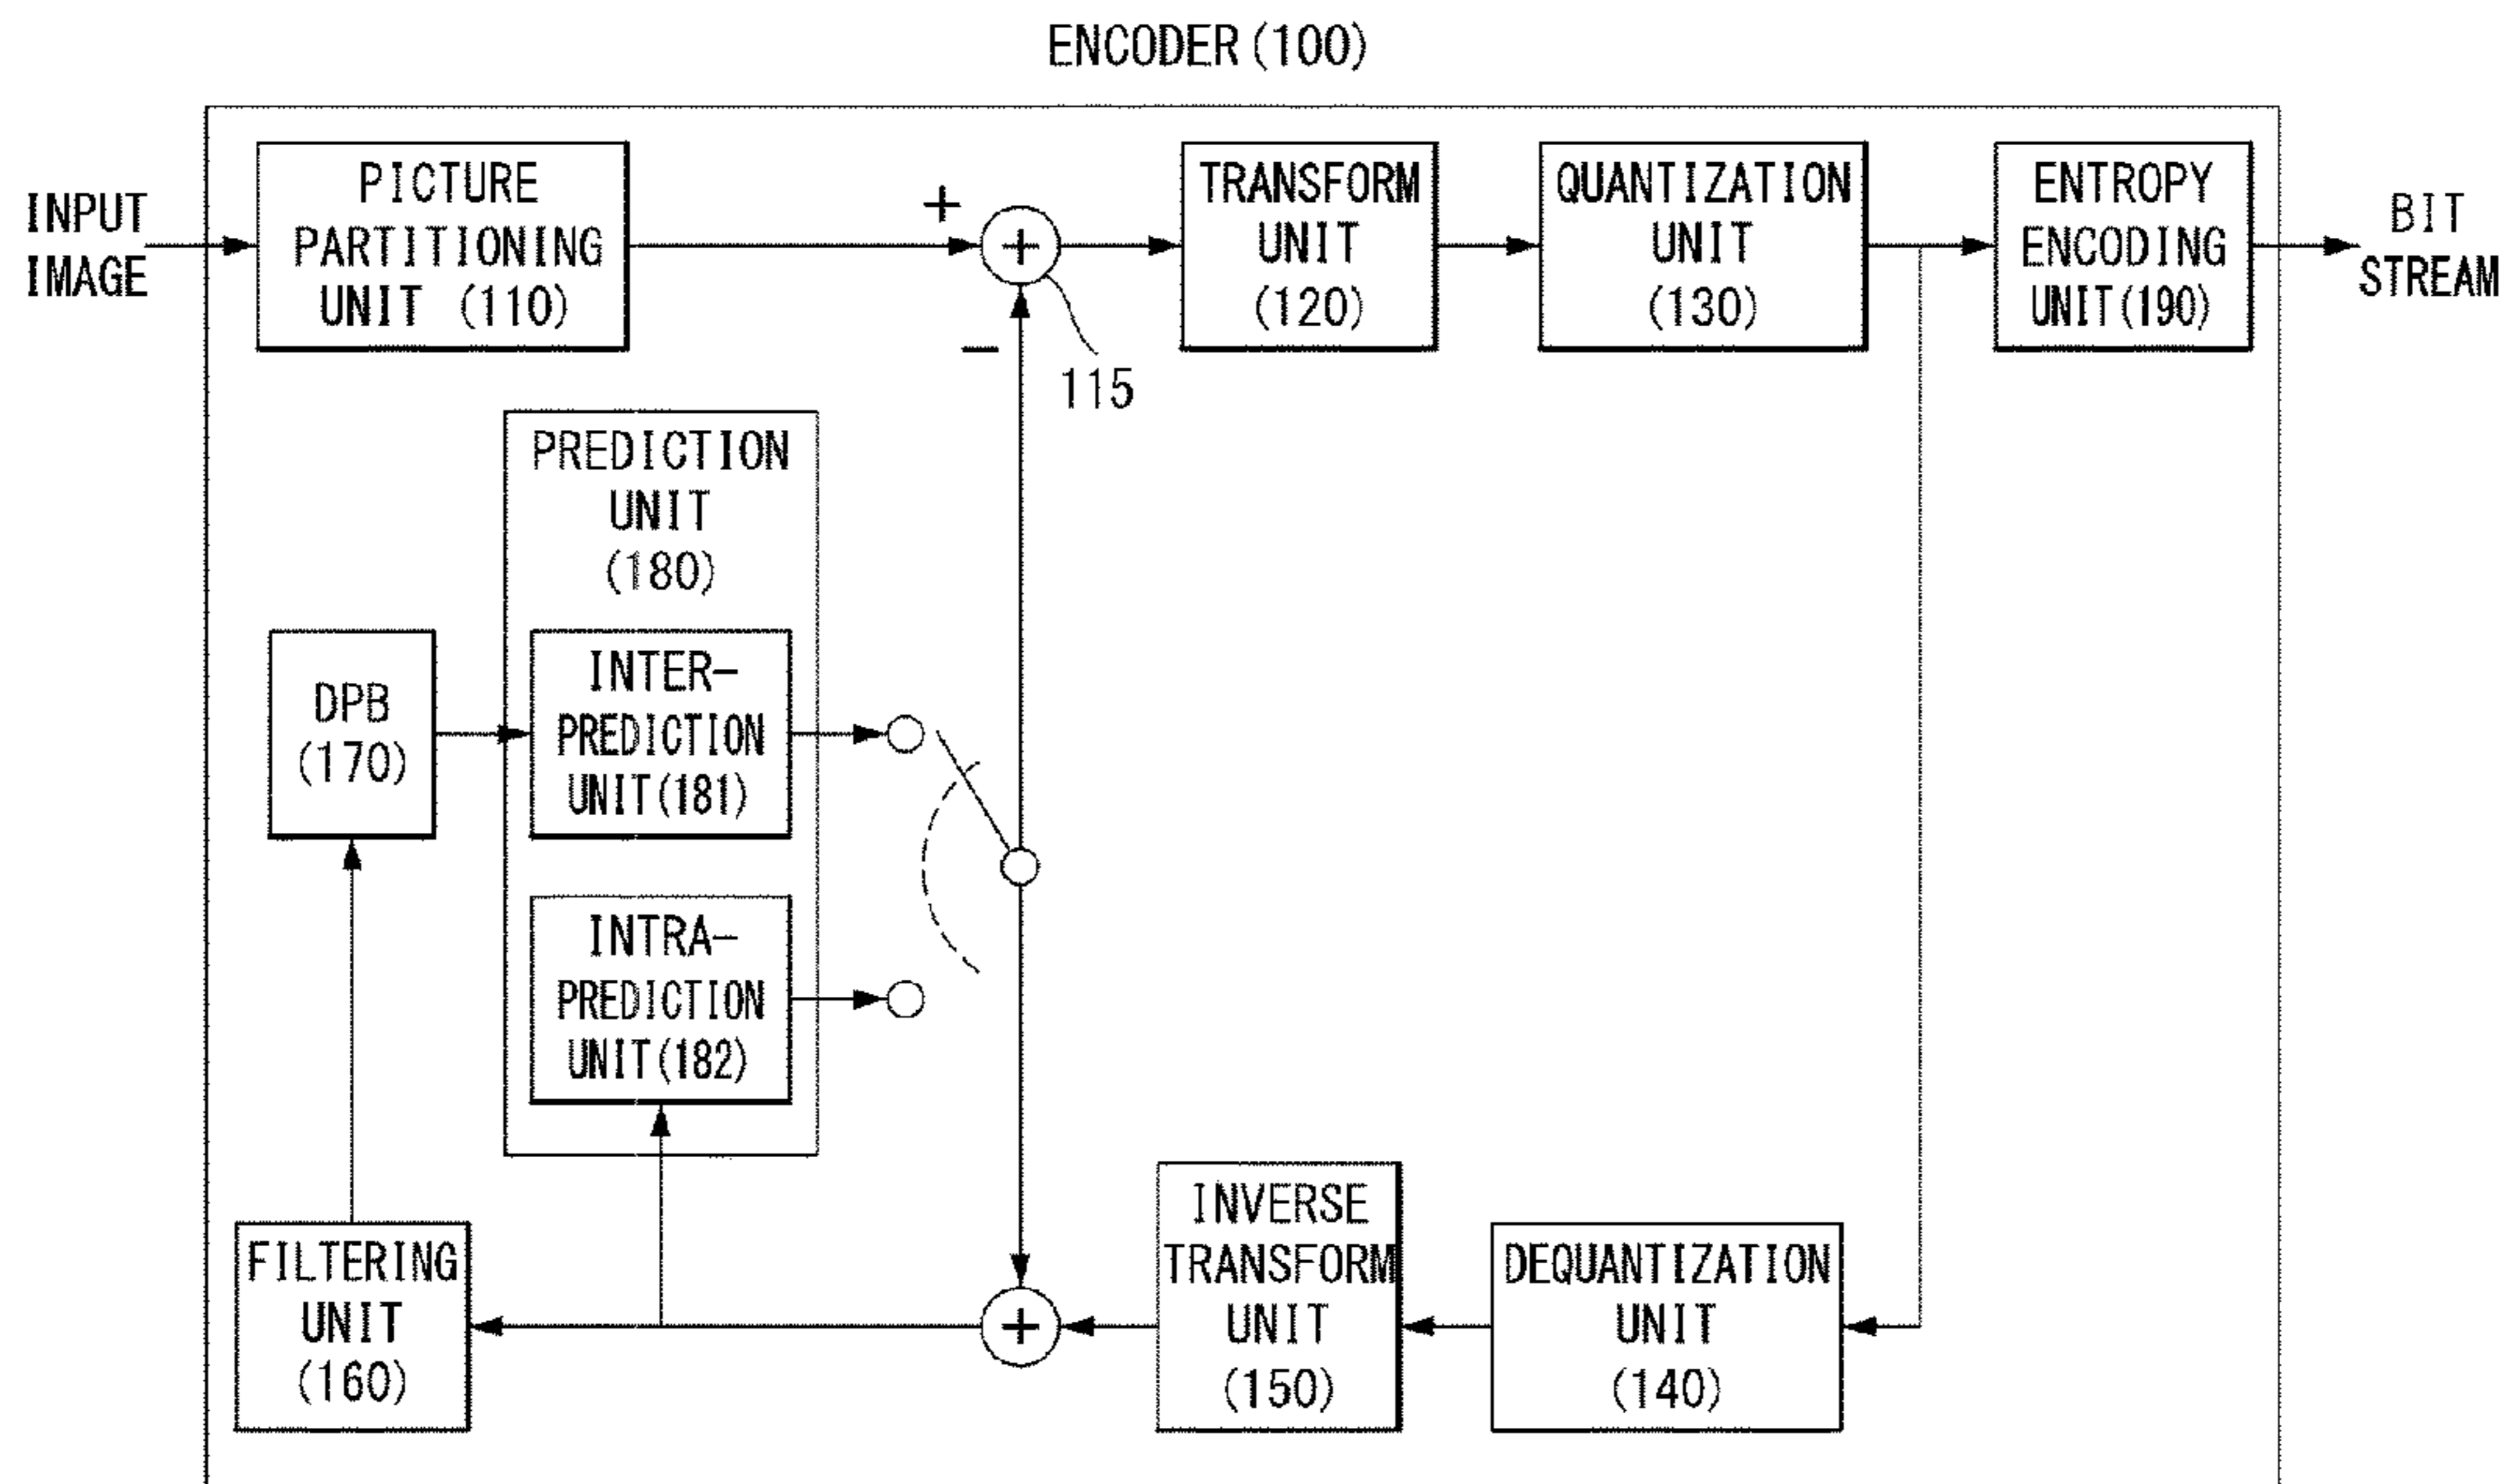 ENCODER (100)
INPUT
IMAGE
PICTURE
PARTITIONING
UNIT (110)
+
+
−
115
TRANSFORM
UNIT
(120)
QUANTIZATION
UNIT
(130)
ENTROPY
ENCODING
UNIT(190)
BIT
STREAM
PREDICTION
UNIT
(180)
DPB
(170)
INTER-
PREDICTION
UNIT(181)
INTRA-
PREDICTION
UNIT(182)
FILTERING
UNIT
(160)
+
INVERSE
TRANSFORM
UNIT
(150)
DEQUANTIZATION
UNIT
(140)